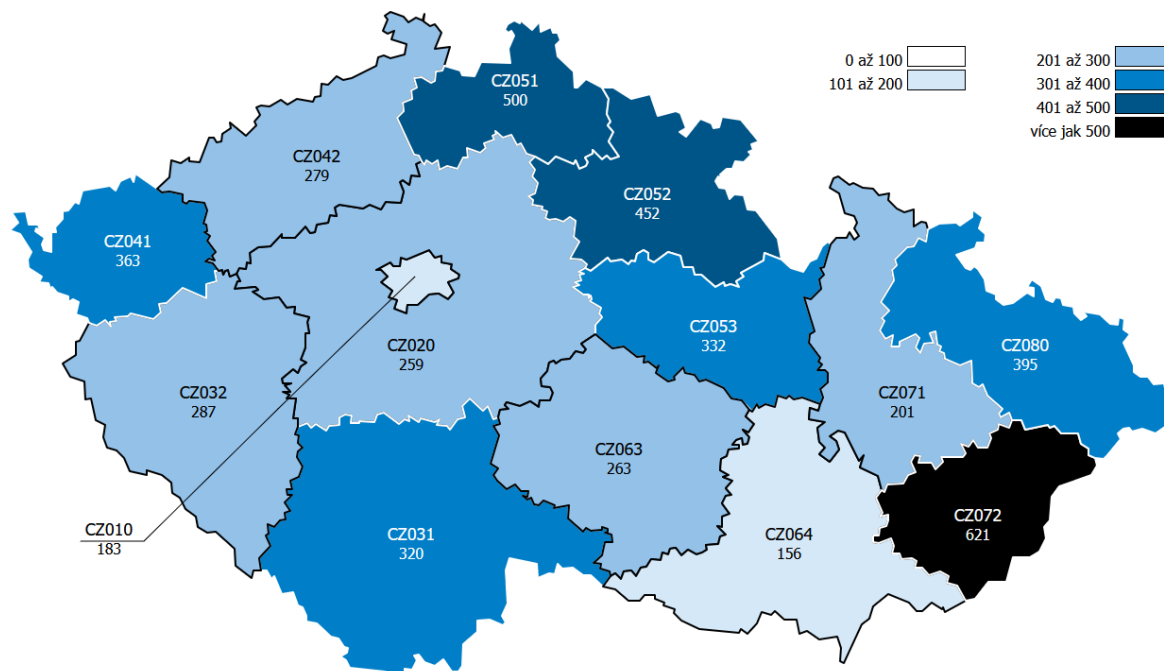 0 až 100
101 až 200
201 až 300
301 až 400
401 až 500
více jak 500
CZ051
500
CZ042
279
CZ052
452
CZ041
363
CZ053
332
CZ020
259
CZ080
395
CZ032
287
CZ071
201
CZ063
263
CZ010
183
CZ031
320
CZ064
156
CZ072
621